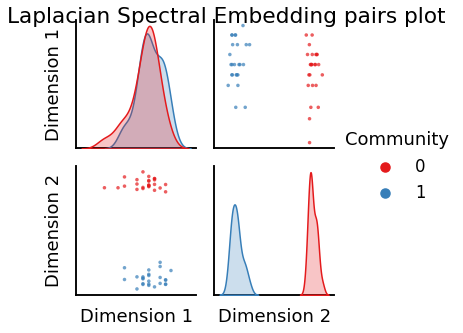 Laplacian Spectral Embedding pairs plot
Dimension 1
Community
0
1
Dimension 2
Dimension 1
Dimension 2